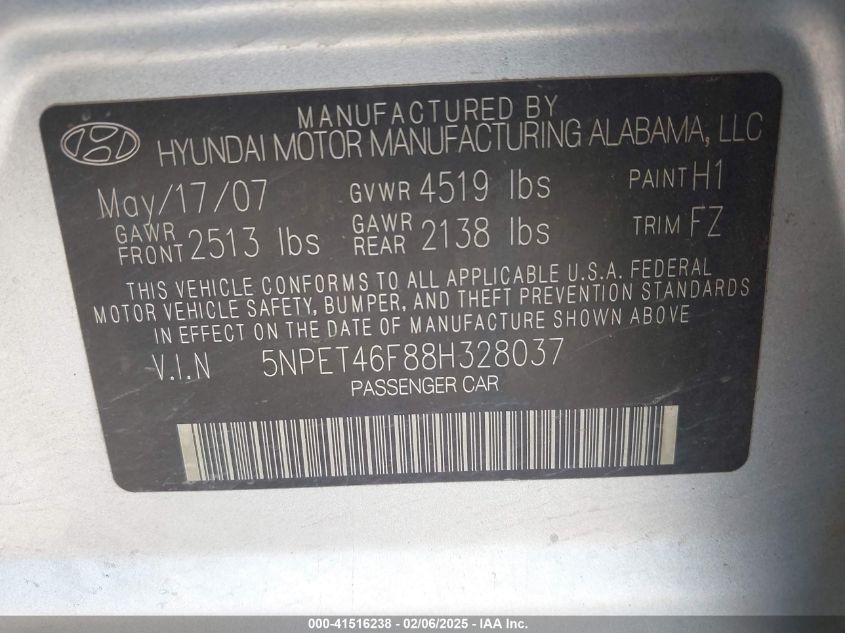 MANUFACTURED BY
HYUNDAI MOTOR MANUFACTURING ALABAMA, LLC
May/17/07 GVWR 4519 lbs PAINT H1
GAWR FRONT 2513 lbs GAWR REAR 2138 lbs TRIM FZ
THIS VEHICLE CONFORMS TO ALL APPLICABLE U.S.A. FEDERAL
MOTOR VEHICLE SAFETY, BUMPER, AND THEFT PREVENTION STANDARDS
IN EFFECT ON THE DATE OF MANUFACTURING SHOWN ABOVE
V.I.N 5NPET46F88H328037
PASSENGER CAR
000-41516238 - 02/06/2025 - IAA Inc.